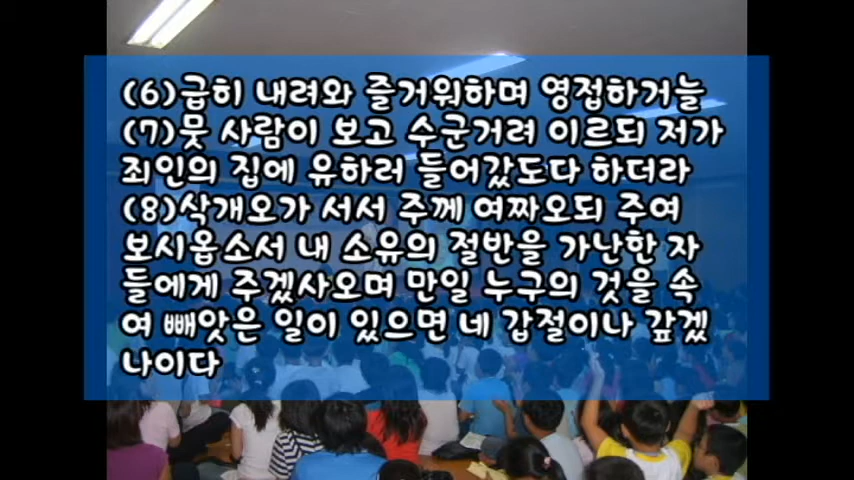 (6)급히 내려와 즐거워하며 영접하거늘
(7)뭇 사람이 보고 수군거려 이르되 저가
죄인의 집에 유하러 들어갔도다 하더라
(8)삭개오가 서서 주께 여짜오되 주여
보시옵소서 내 소유의 절반을 가난한 자
들에게 주겠사오며 만일 누구의 것을 속
여 빼앗은 일이 있으면 네 갑절이나 갚겠
나이다